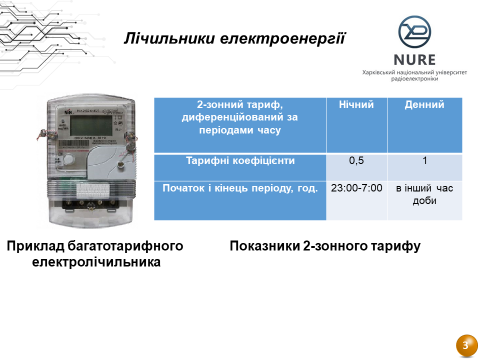 Лічильники електроенергії
NURE
Харківський національний університет
радіоелектроніки
2-зонний тариф,
диференційований за
періодами часу
Нічний
Денний
Тарифні коефіцієнти
0,5
1
Початок і кінець періоду, год.
23:00-7:00
в інший час
доби
Приклад багатотарифного
електролічильника
Показники 2-зонного тарифу
3